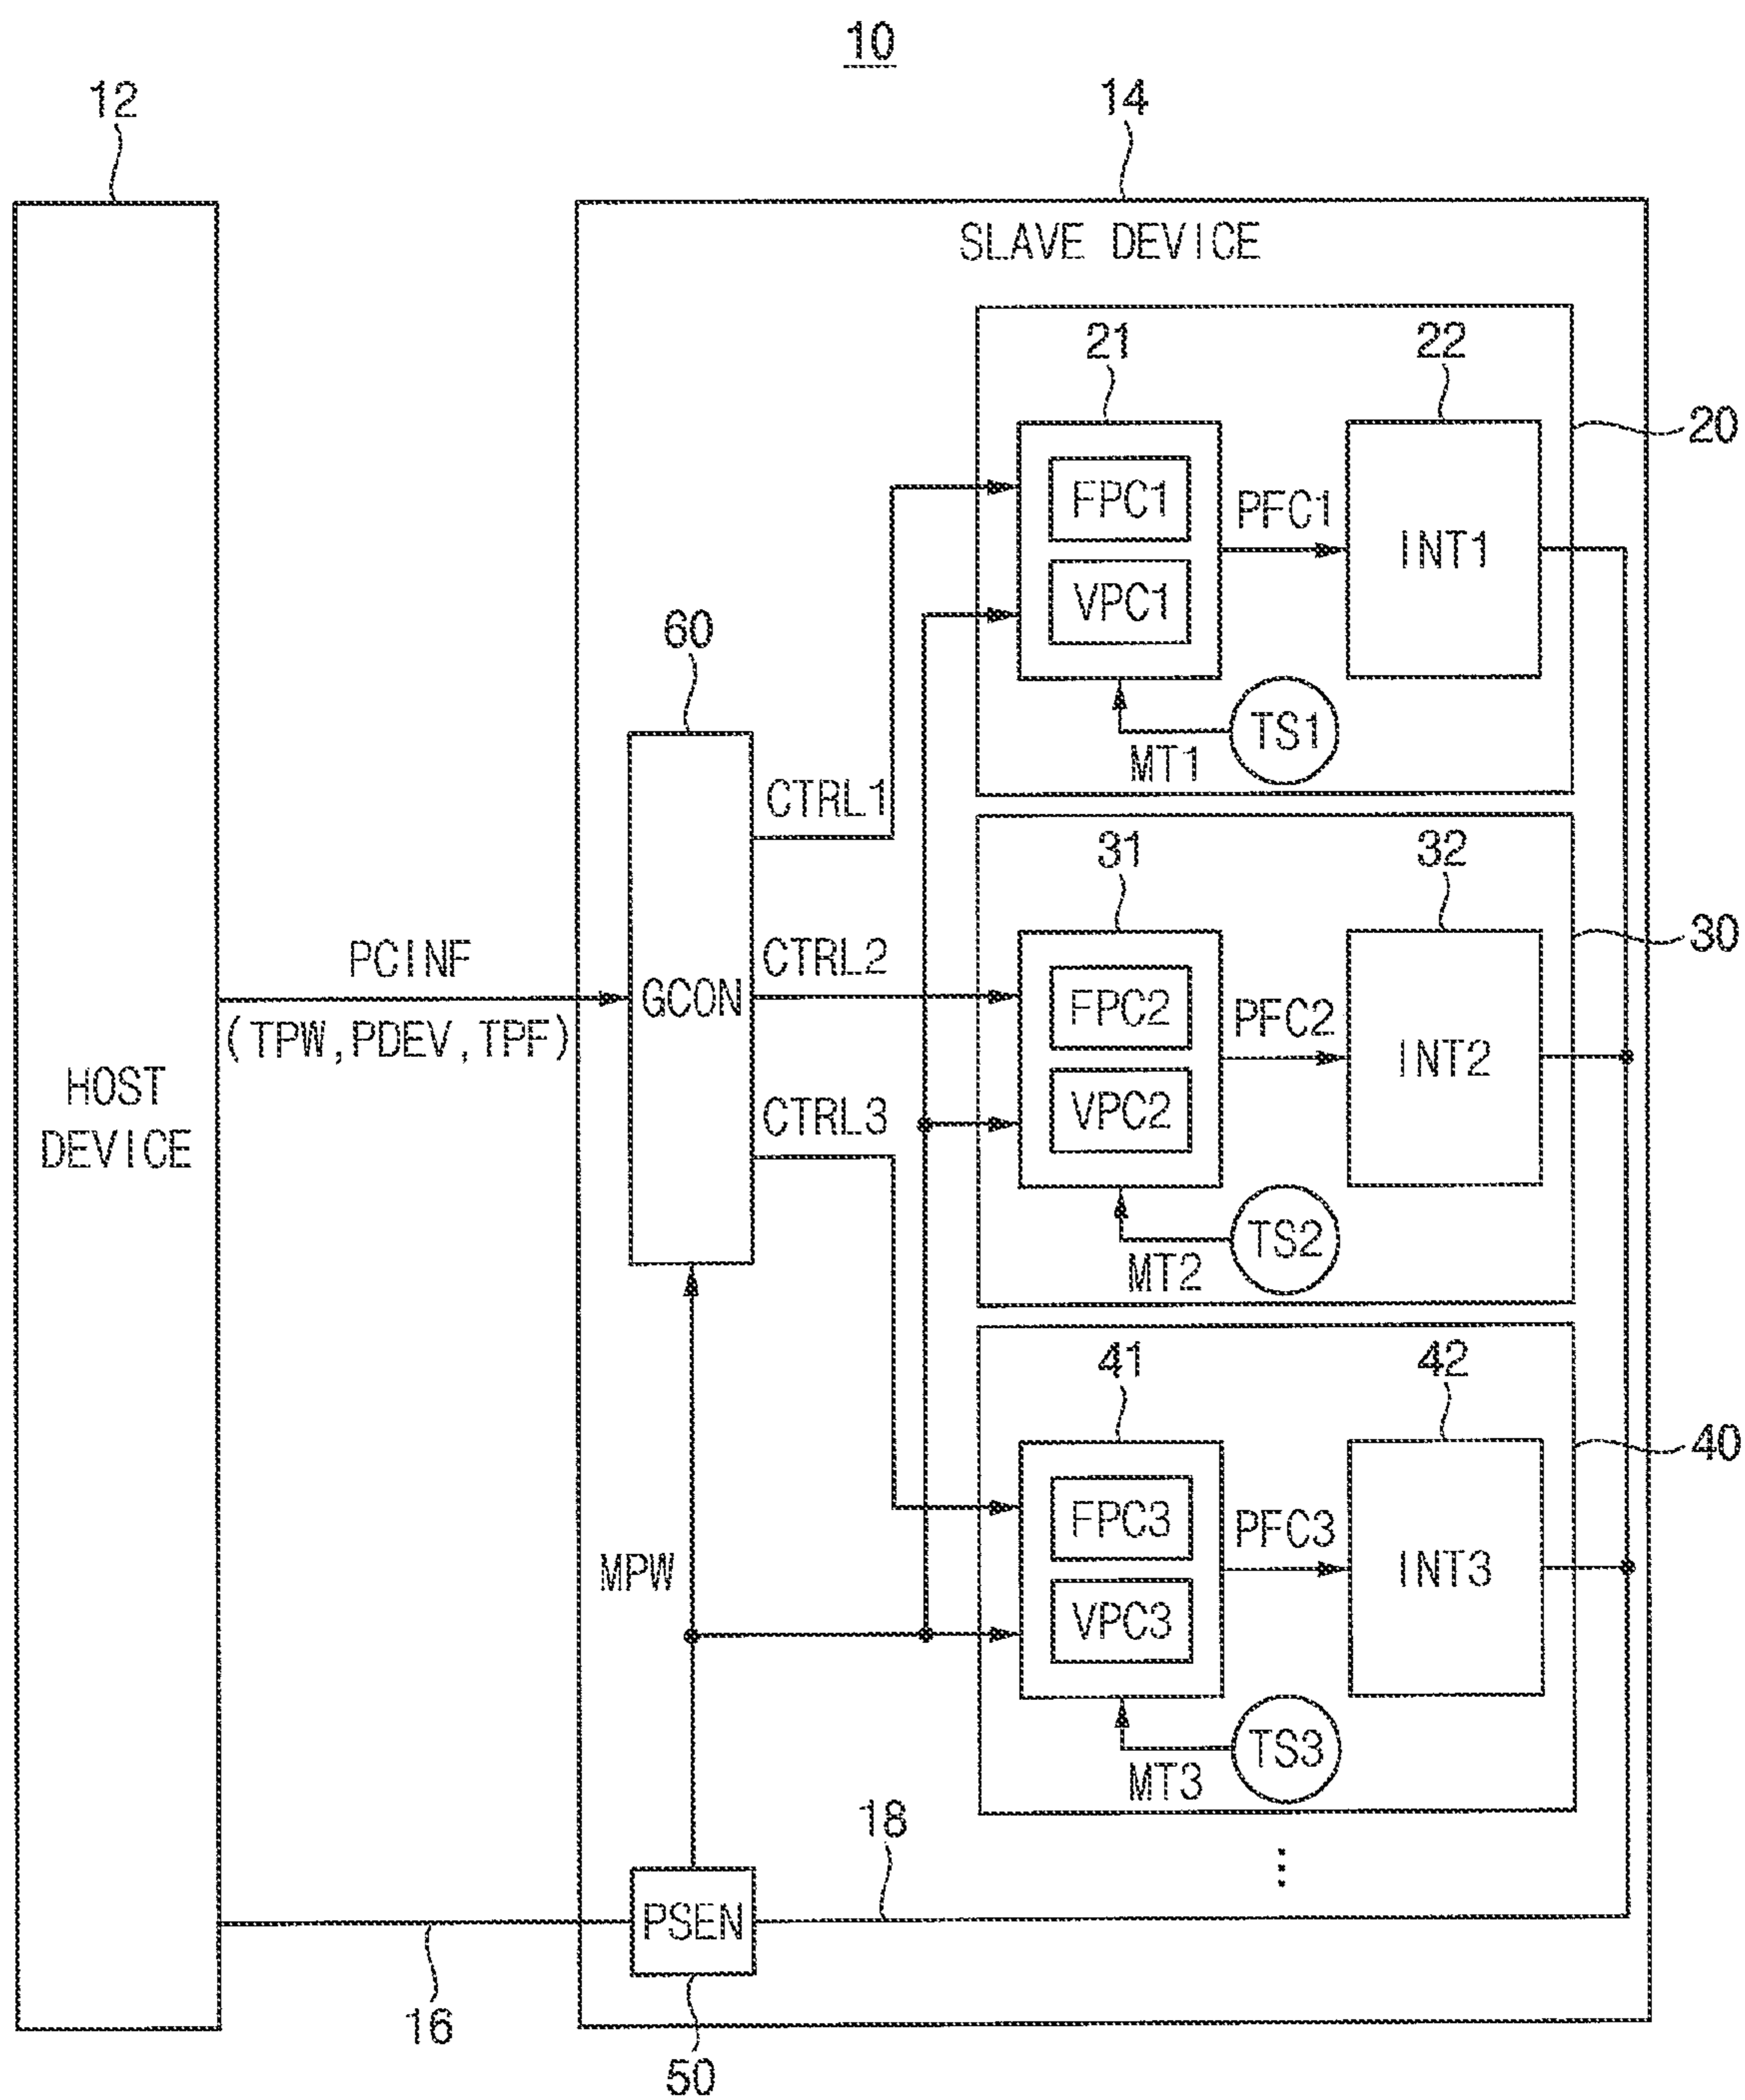 10
12
14
SLAVE DEVICE
21
22
20
FPC1
PFC1
INT1
VPC1
60
TS1
MT1
CTRL1
31
32
30
PCINF
CTRL2
GCON
FPC2
PFC2
(TPW,PDEV,TPF)
INT2
HOST
DEVICE
CTRL3
VPC2
TS2
MT2
41
42
40
FPC3
PFC3
INT3
MPW
VPC3
TS3
MT3
18
PSEN
16
50